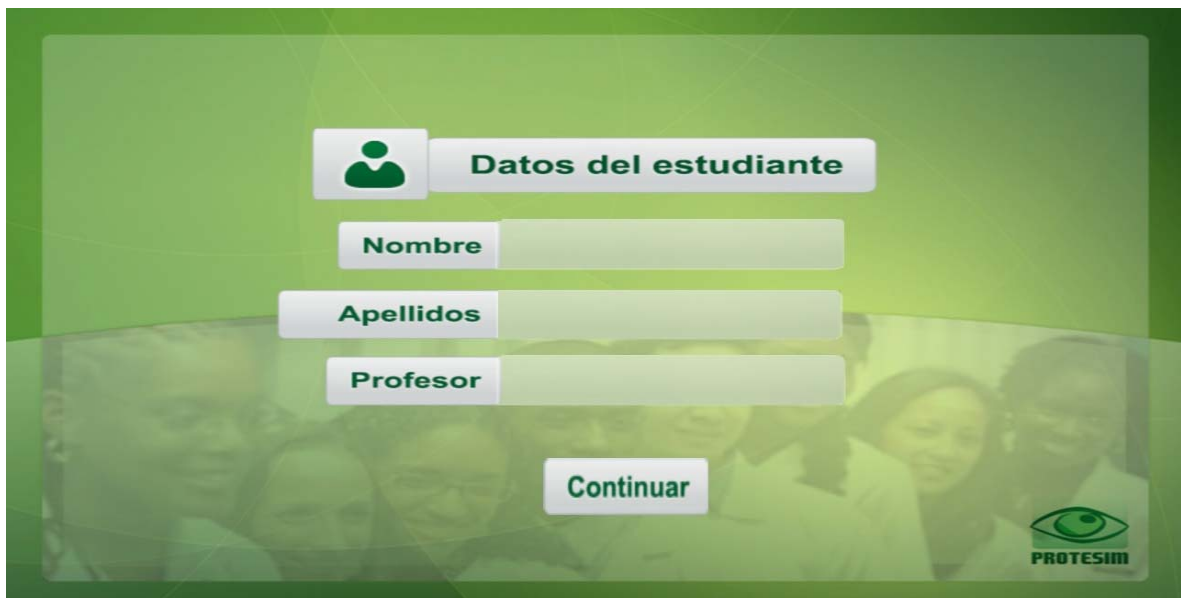 Datos del estudiante
Nombre
Apellidos
Profesor
Continuar
PROTESIM